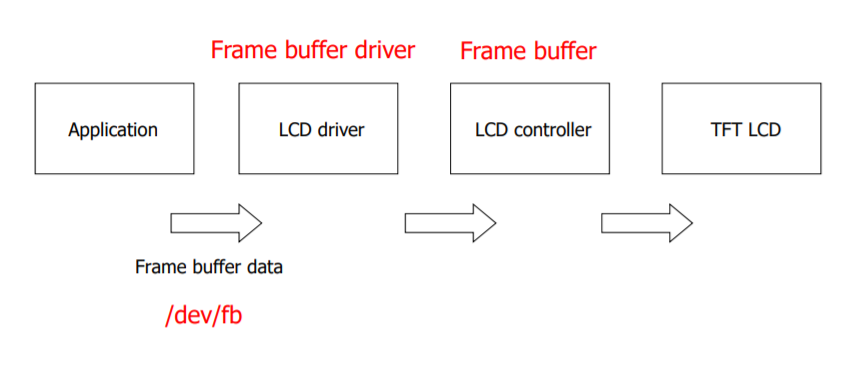 Frame buffer driver
Frame buffer
Application
LCD driver
LCD controller
TFT LCD
Frame buffer data
/dev/fb